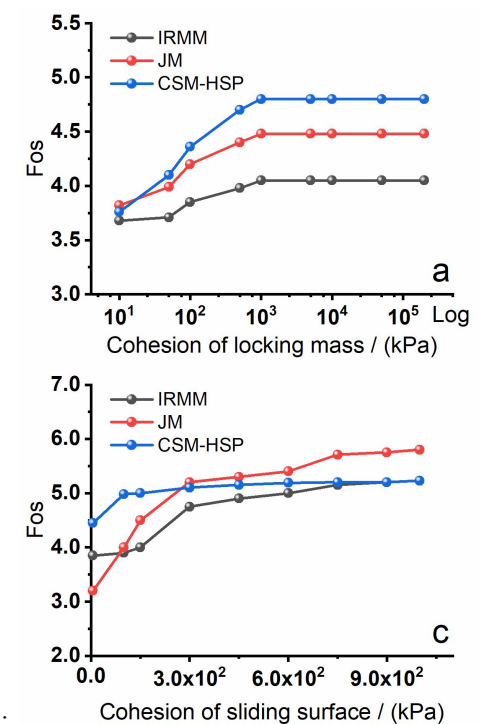 5.5
IRMM
JM
5.0
CSM-HSP
4.5
Fos
4.0
3.5
a
3.0
10¹ 10² 10³ 10⁴ 10⁵ Log
Cohesion of locking mass / (kPa)
7.0
IRMM
JM
6.0
CSM-HSP
5.0
Fos
4.0
3.0
c
2.0
0.0 3.0x10² 6.0x10² 9.0x10²
. Cohesion of sliding surface / (kPa)